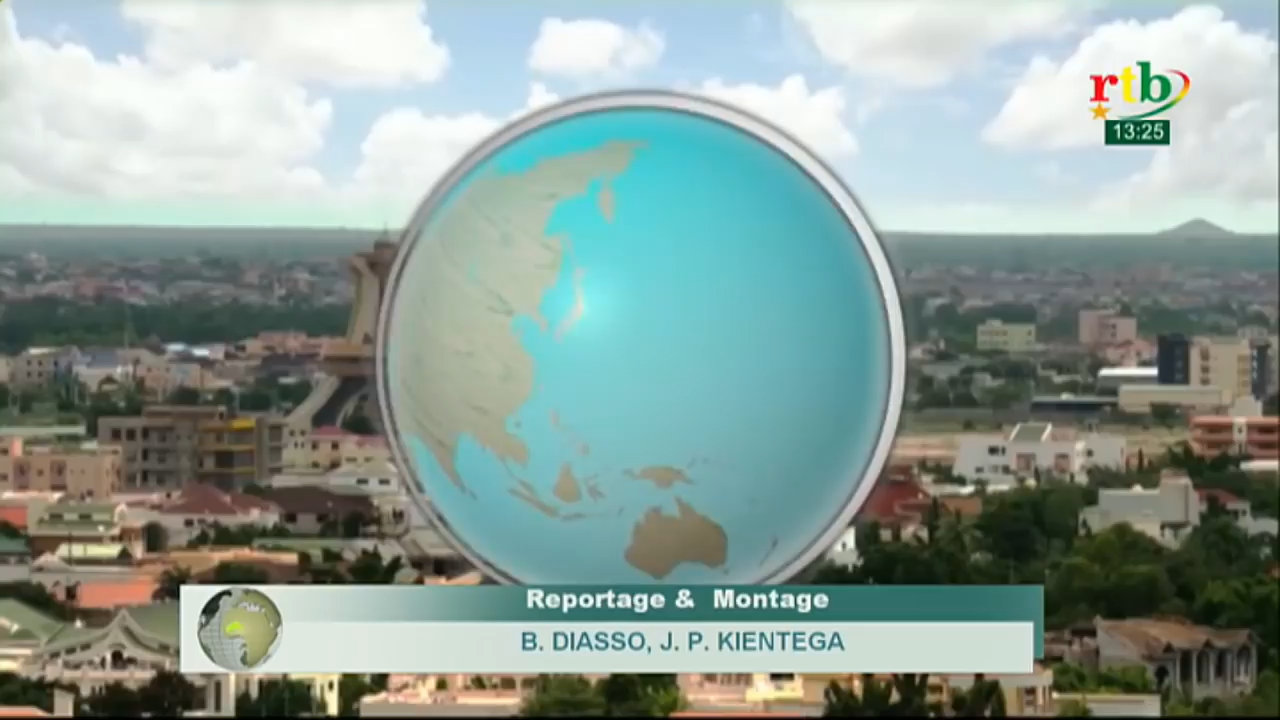 rtb
13:25
Reportage & Montage
B. DIASSO, J. P. KIENTEGA